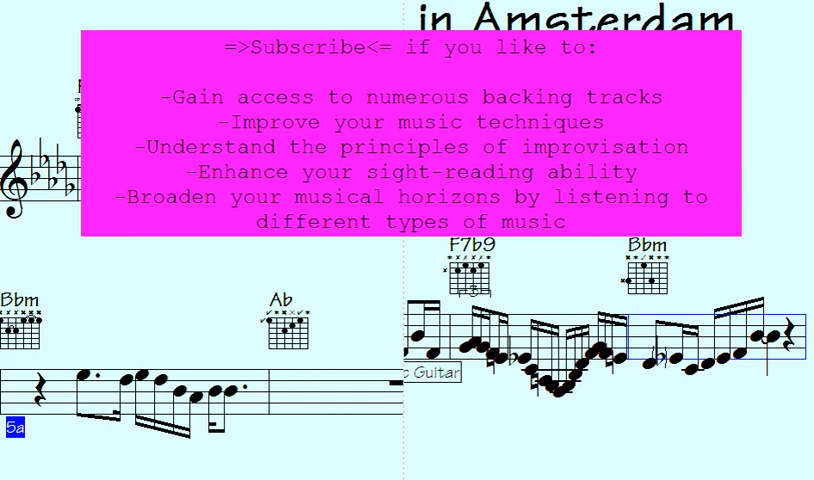 in Amsterdam
=>Subscribe<= if you like to:
-Gain access to numerous backing tracks
-Improve your music techniques
-Understand the principles of improvisation
-Enhance your sight-reading ability
-Broaden your musical horizons by listening to
different types of music
F7b9 Bbm
Bbm Ab
3
c Guitar
5a